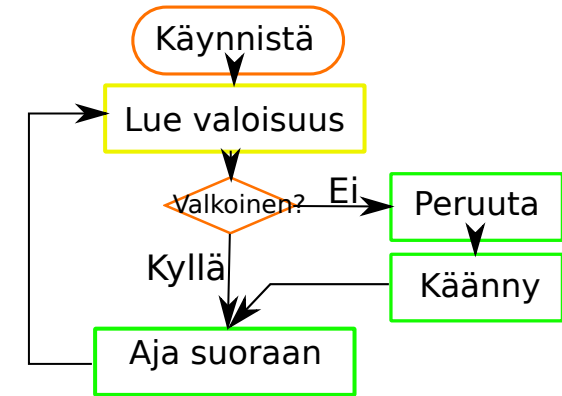 Käynnistä
Lue valoisuus
Valkoinen?
Ei
Peruuta
Kyllä
Käänny
Aja suoraan